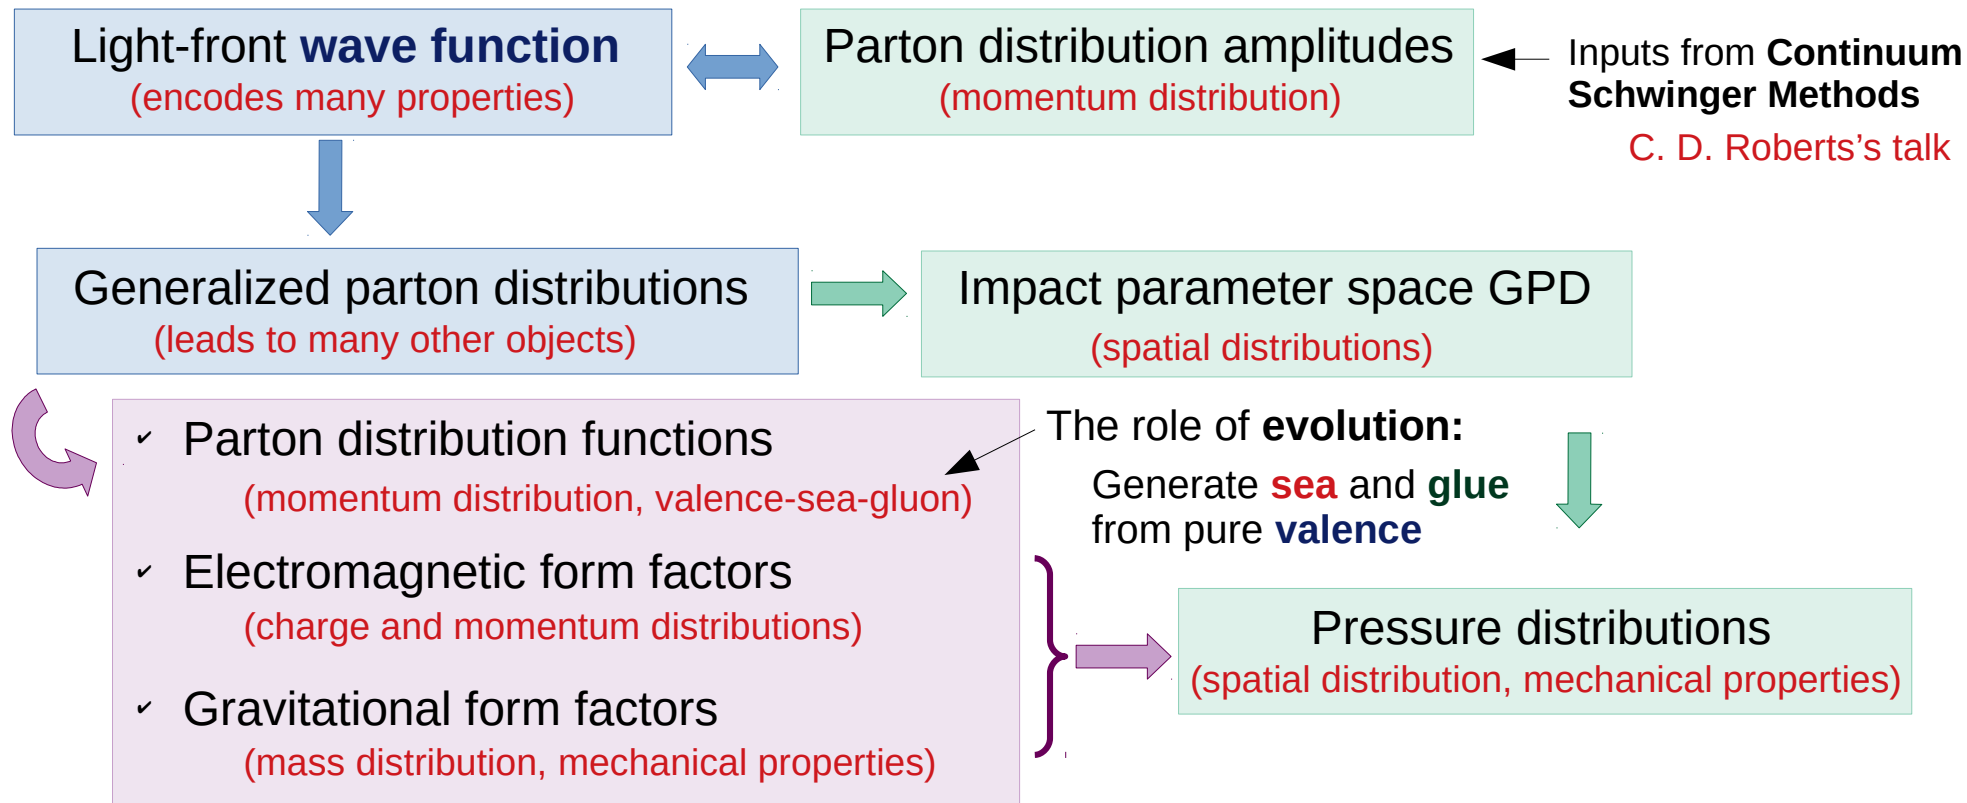 Light-front wave function
(encodes many properties)
Parton distribution amplitudes
(momentum distribution)
Inputs from Continuum
Schwinger Methods
C. D. Roberts’s talk
Generalized parton distributions
(leads to many other objects)
Impact parameter space GPD
(spatial distributions)
✔ Parton distribution functions
(momentum distribution, valence-sea-gluon)
The role of evolution:
Generate sea and glue
from pure valence
✔ Electromagnetic form factors
(charge and momentum distributions)
✔ Gravitational form factors
(mass distribution, mechanical properties)
Pressure distributions
(spatial distribution, mechanical properties)